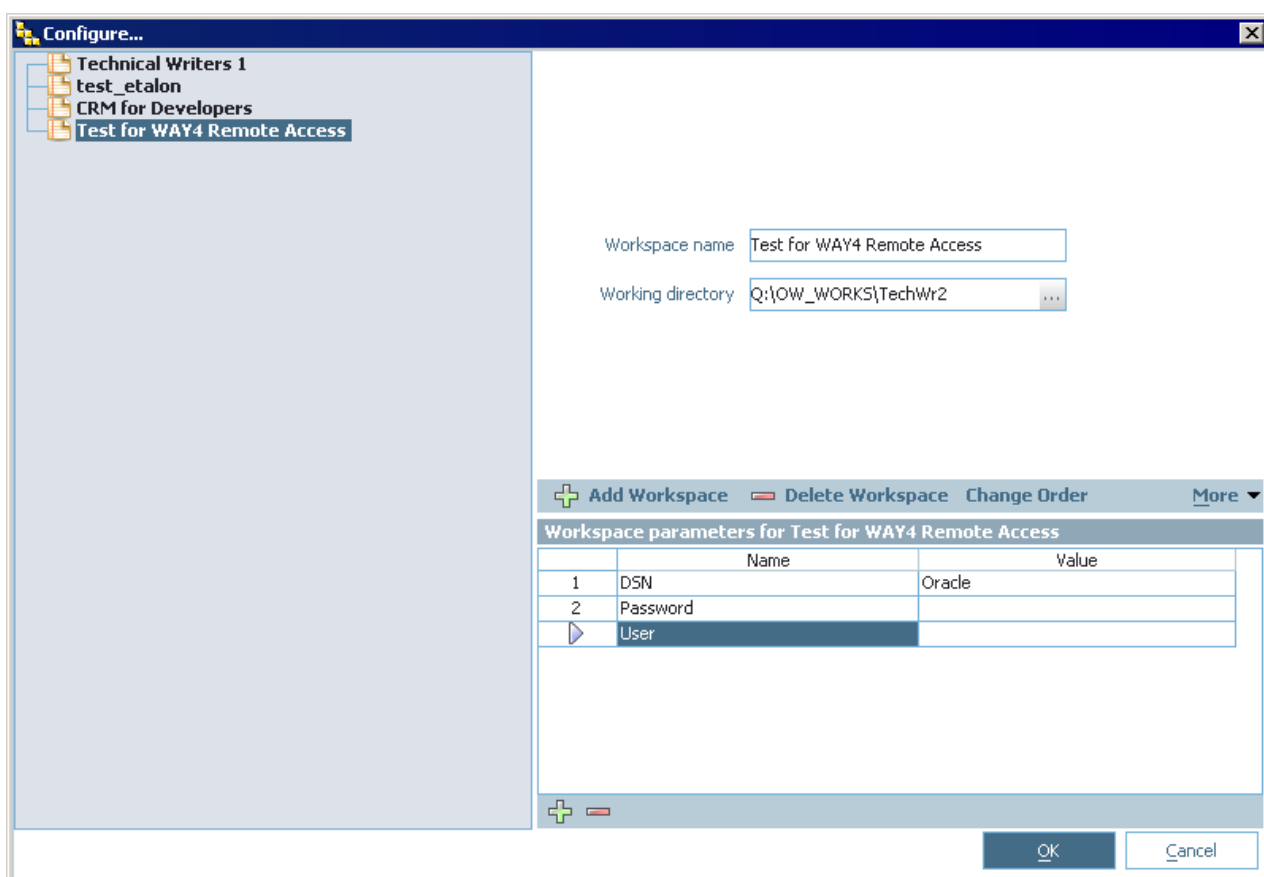 Configure...
Technical Writers 1
test_etalon
CRM for Developers
Test for WAY4 Remote Access
Workspace name Test for WAY4 Remote Access
Working directory Q:\OW_WORKS\TechWr2 ...
Add Workspace Delete Workspace Change Order More
Workspace parameters for Test for WAY4 Remote Access
Name Value
1 DSN Oracle
2 Password
User
OK Cancel